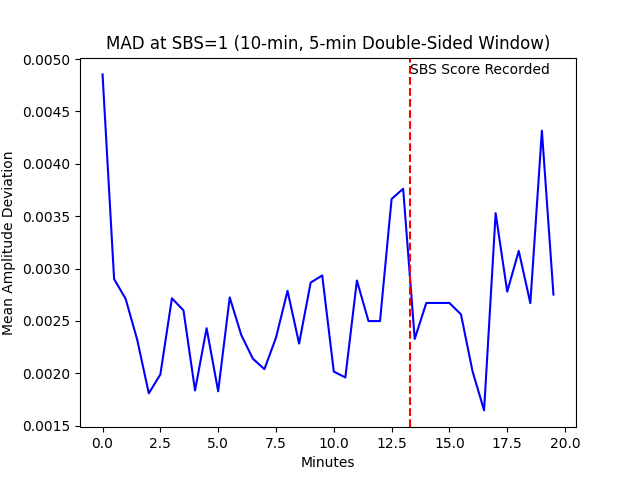 MAD at SBS=1 (10-min, 5-min Double-Sided Window)
SBS Score Recorded
Mean Amplitude Deviation
0.0050
0.0045
0.0040
0.0035
0.0030
0.0025
0.0020
0.0015
0.0 2.5 5.0 7.5 10.0 12.5 15.0 17.5 20.0
Minutes